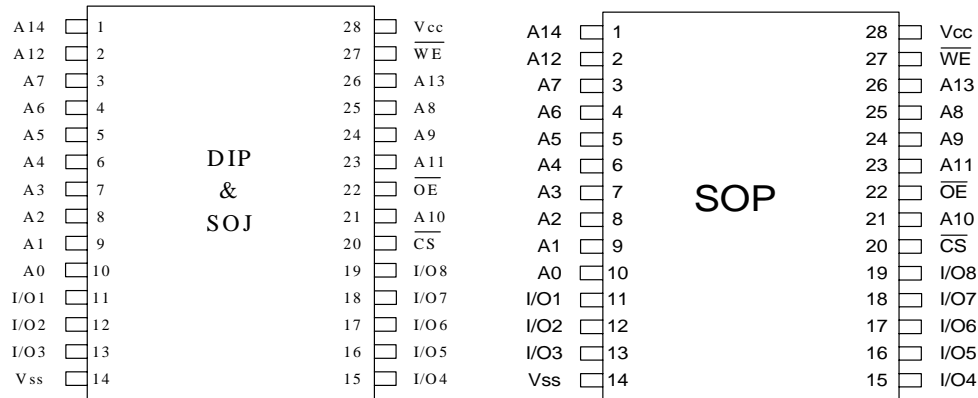 A14 1 28 Vcc
A12 2 27 WE
A7 3 26 A13
A6 4 25 A8
A5 5 24 A9
A4 6 23 A11
A3 7 22 OE
A2 8 21 A10
A1 9 20 CS
A0 10 19 I/O8
I/O1 11 18 I/O7
I/O2 12 17 I/O6
I/O3 13 16 I/O5
Vss 14 15 I/O4
DIP
&
SOJ
A14 1 28 Vcc
A12 2 27 WE
A7 3 26 A13
A6 4 25 A8
A5 5 24 A9
A4 6 23 A11
A3 7 22 OE
A2 8 21 A10
A1 9 20 CS
A0 10 19 I/O8
I/O1 11 18 I/O7
I/O2 12 17 I/O6
I/O3 13 16 I/O5
Vss 14 15 I/O4
SOP